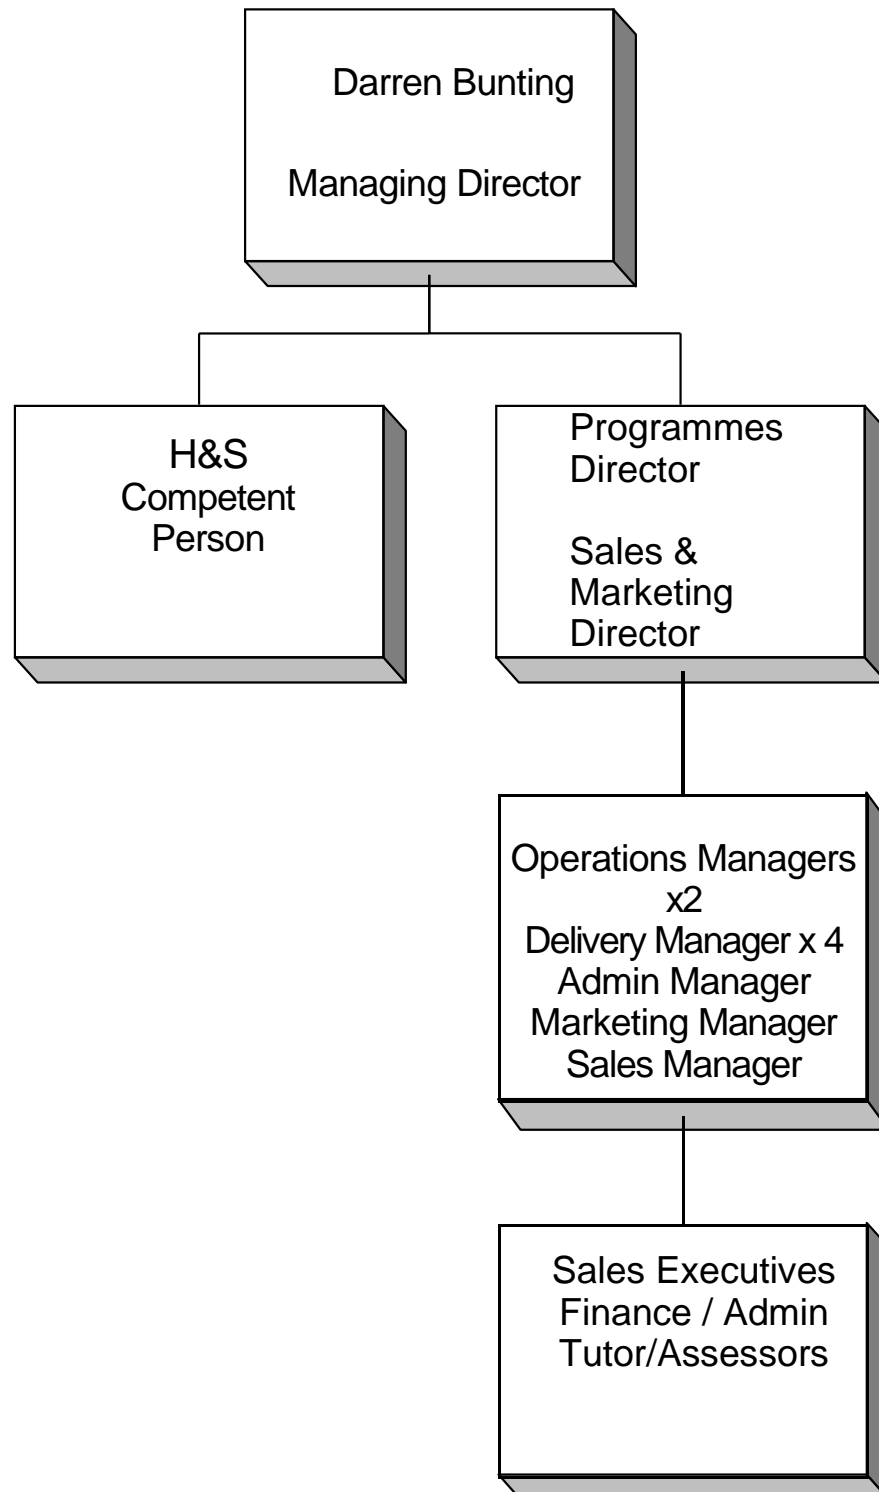 Darren Bunting
Managing Director
H&S
Competent
Person
Programmes
Director
Sales &
Marketing
Director
Operations Managers
x2
Delivery Manager x 4
Admin Manager
Marketing Manager
Sales Manager
Sales Executives
Finance / Admin
Tutor/Assessors